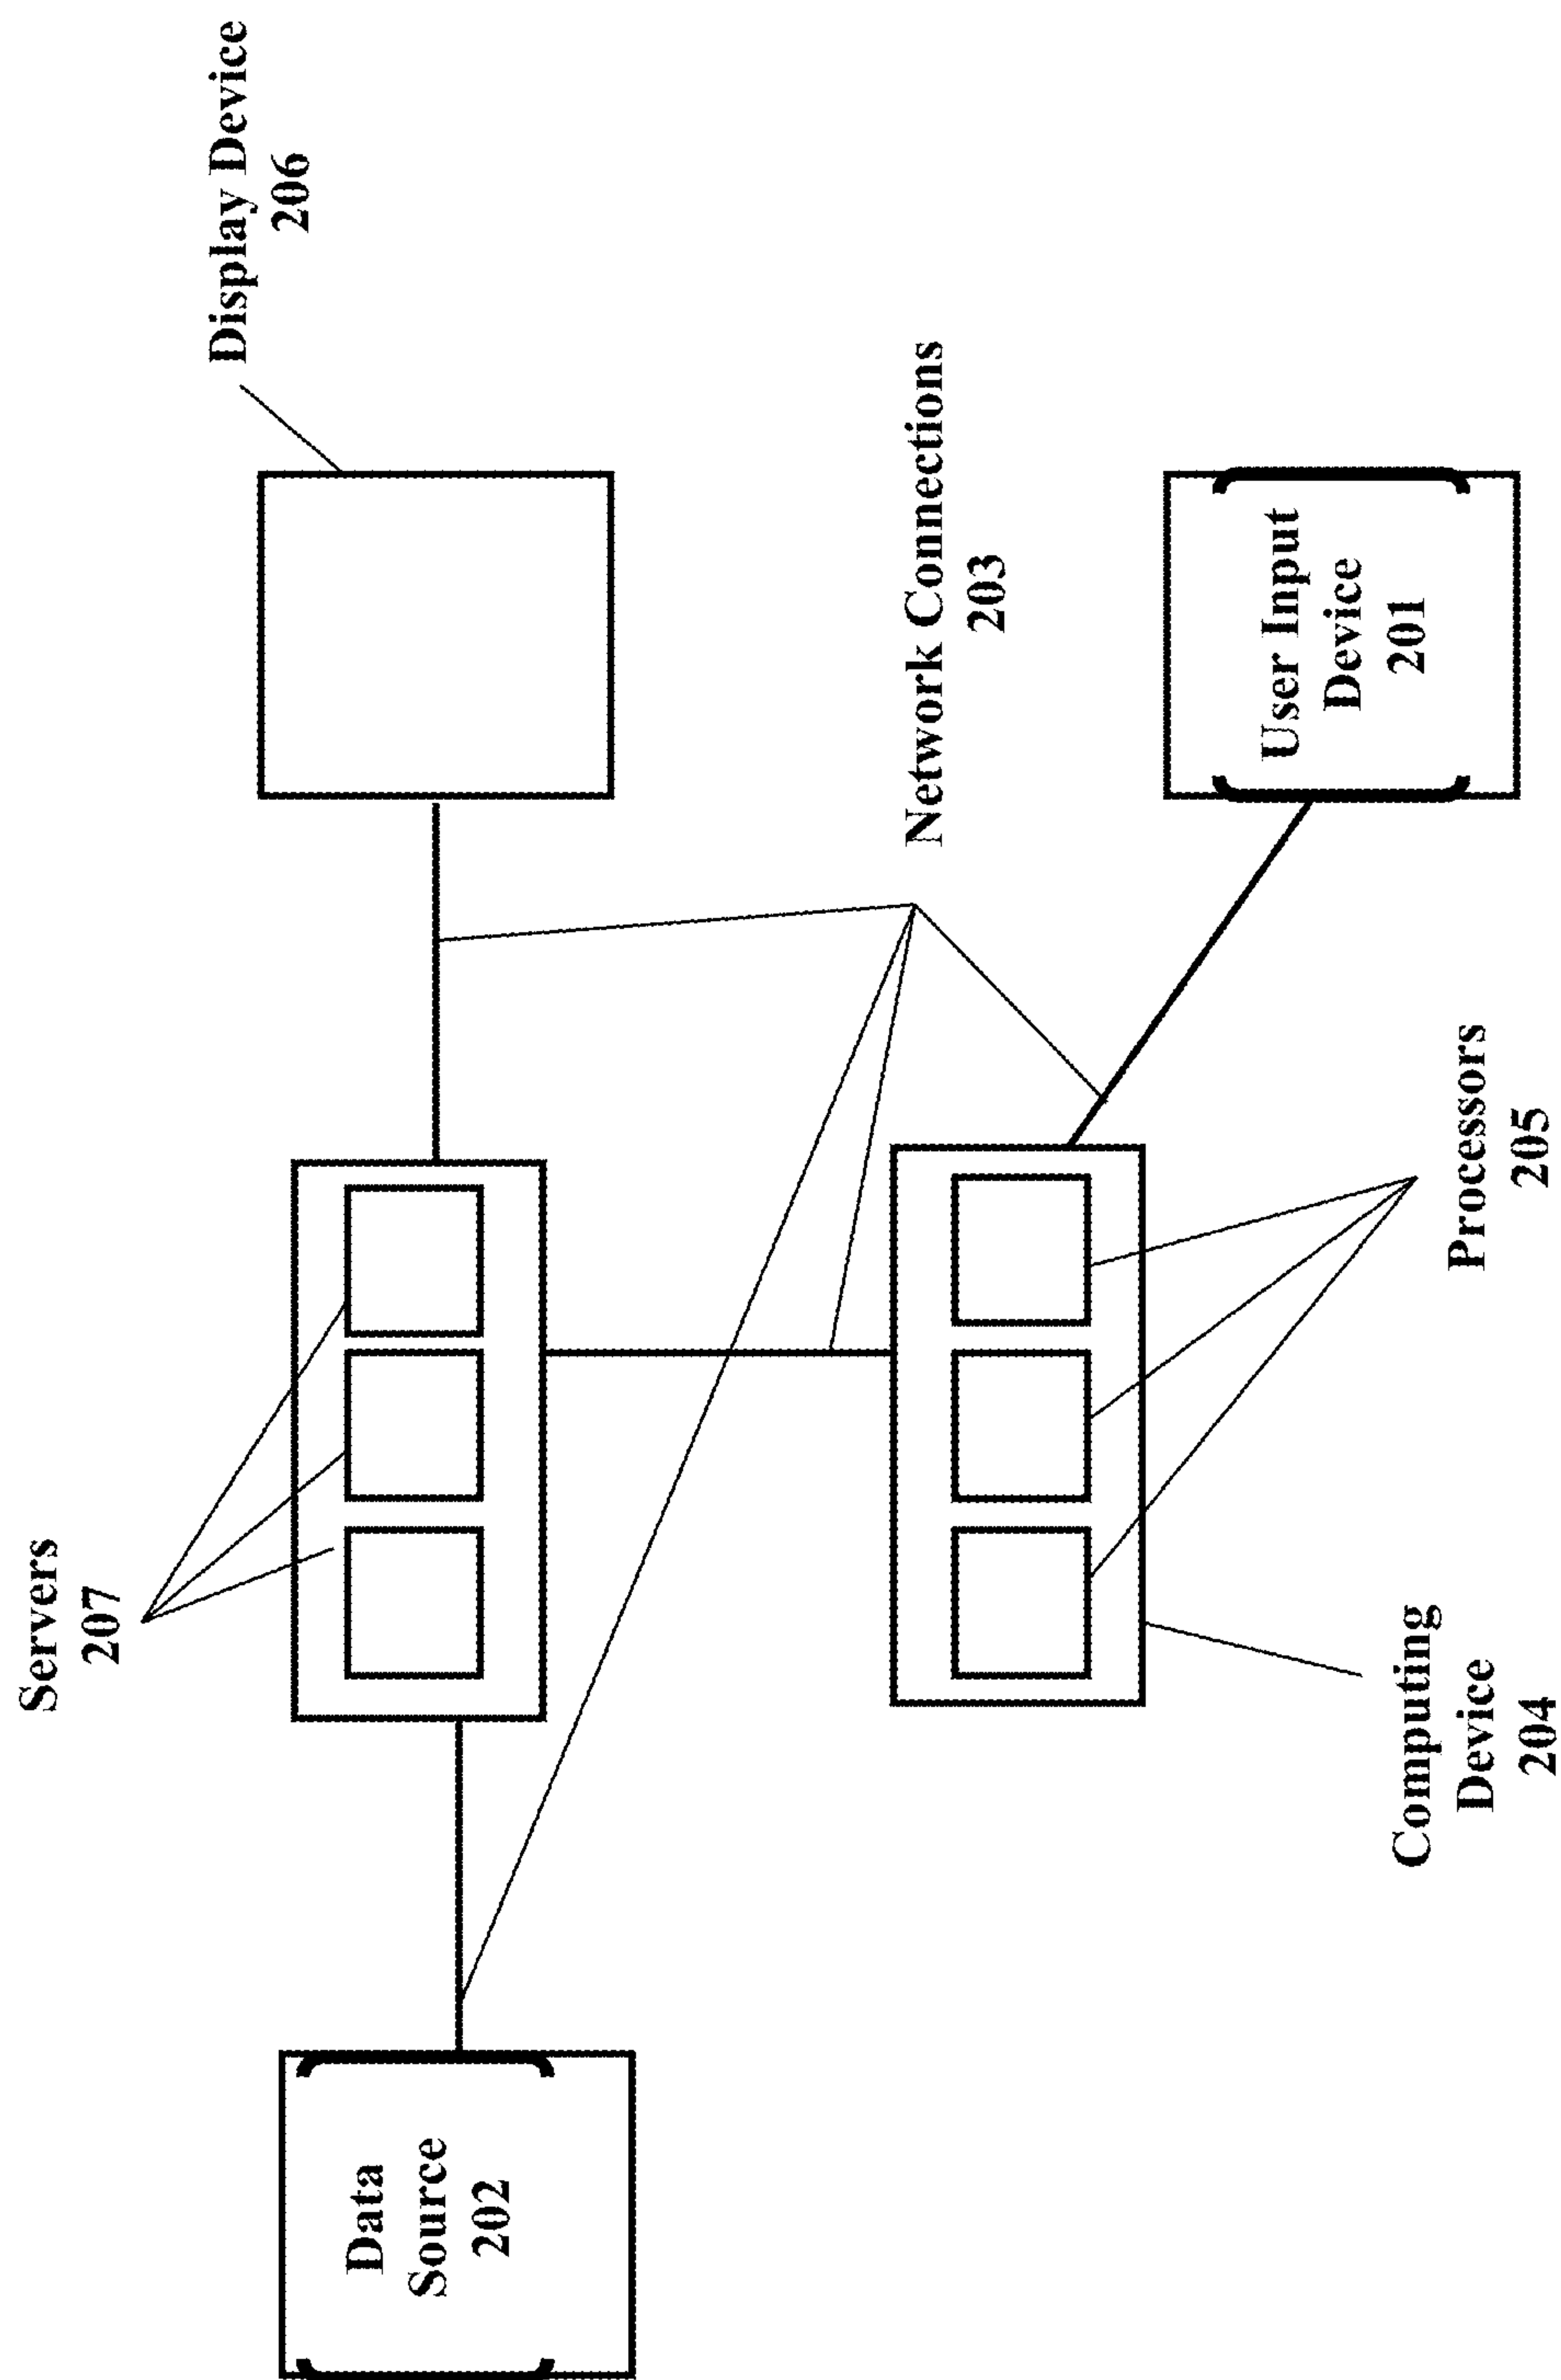 Servers
207
Display Device
206
Data
Source
202
Network Connections
203
User Input
Device
201
Computing
Device
204
Processors
205